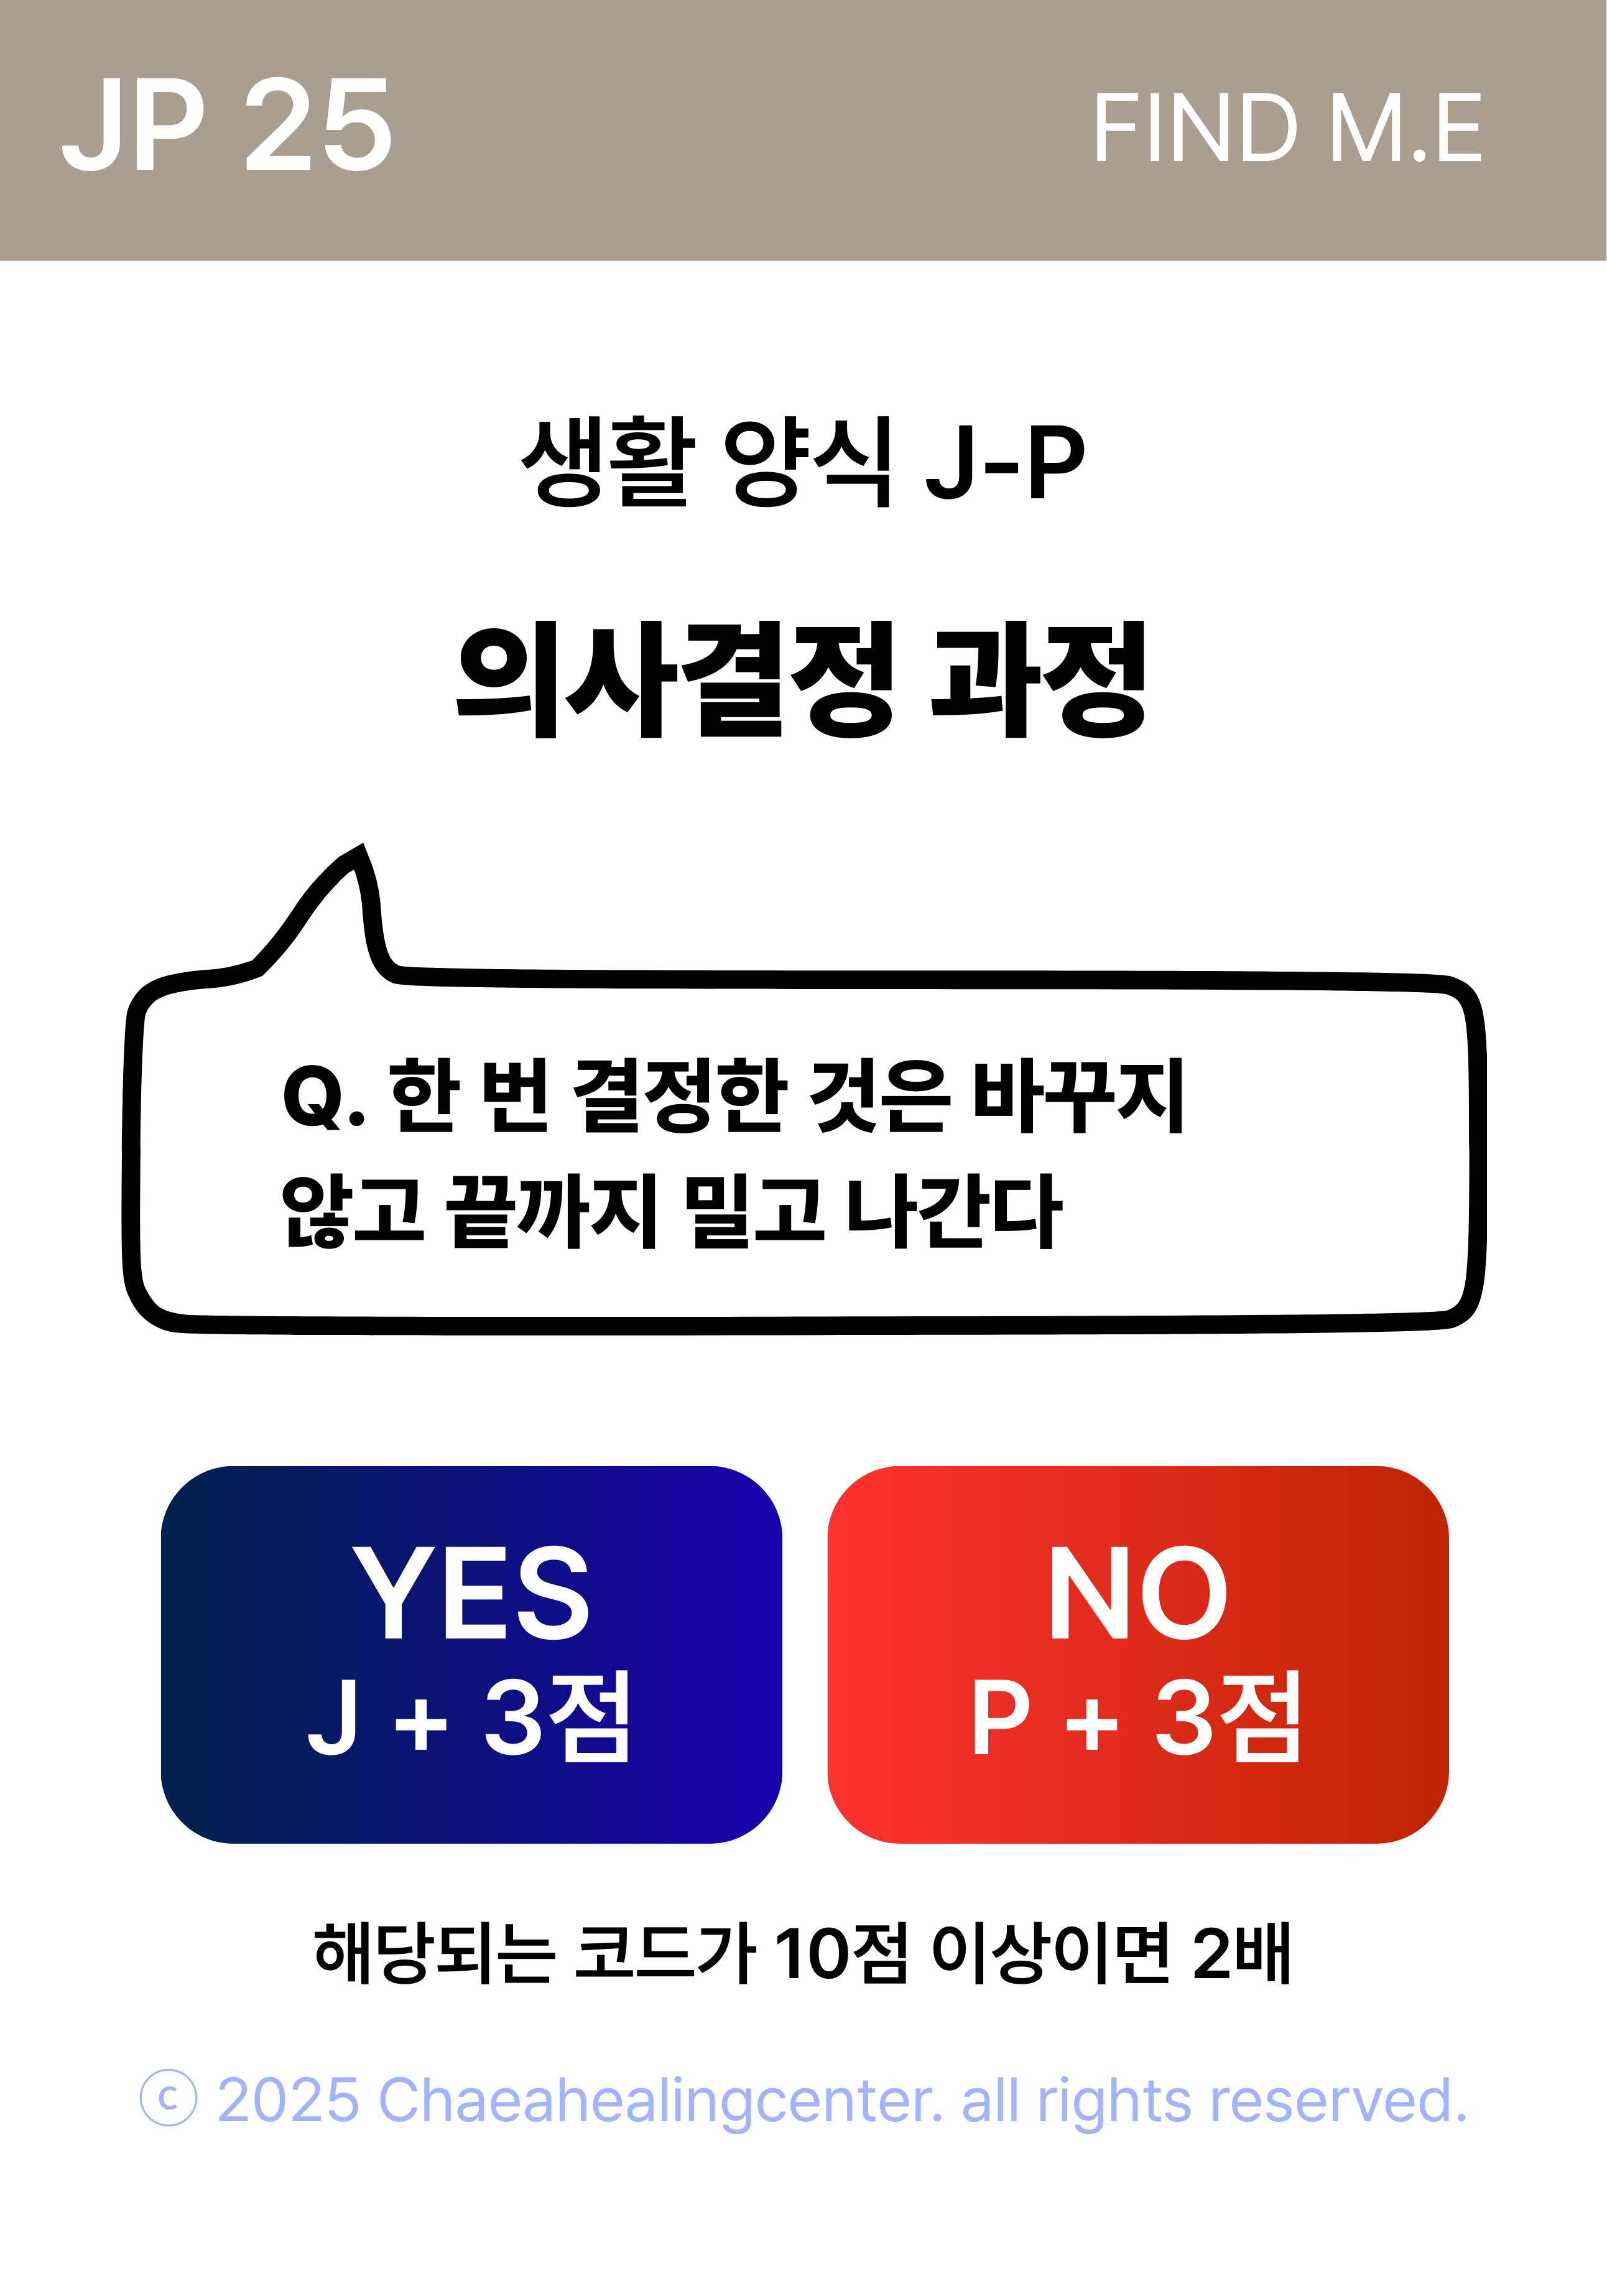 JP 25
FIND M.E
생활 양식 J-P
의사결정 과정
Q. 한 번 결정한 것은 바꾸지
않고 끝까지 밀고 나간다
YES
J + 3점
NO
P + 3점
해당되는 코드가 10점 이상이면 2배
ⓒ 2025 Chaeahealingcenter. all rights reserved.